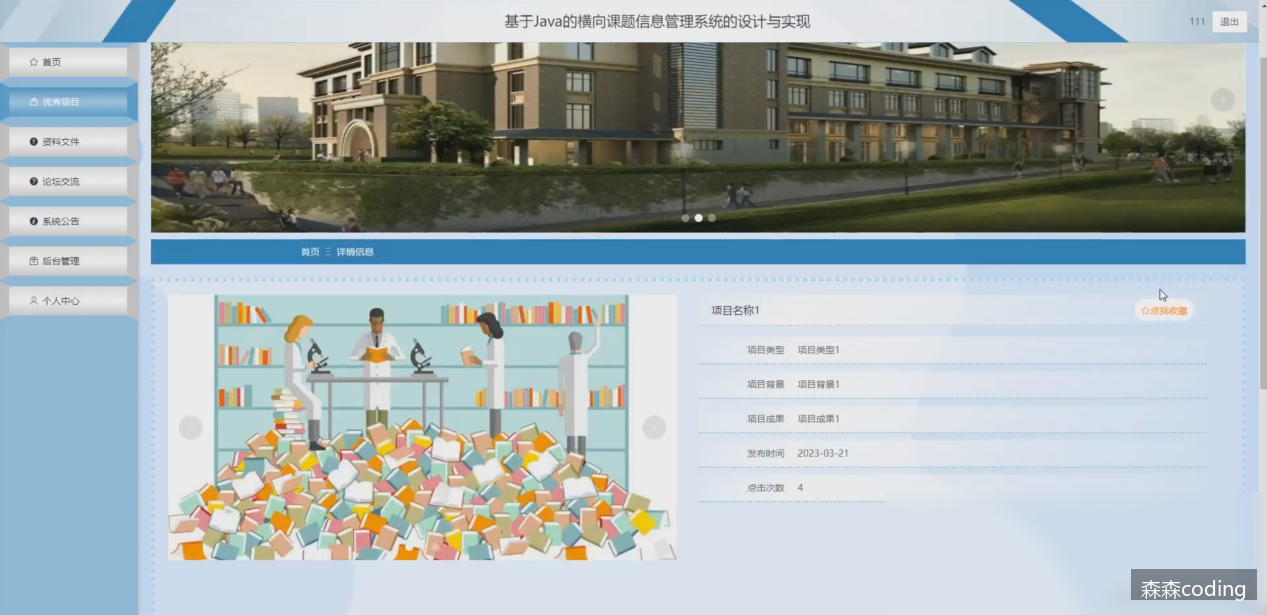 基于Java的横向课题信息管理系统的设计与实现
111
退出
首页
优秀项目
资料文件
论坛交流
系统公告
后台管理
个人中心
首页 详情信息
项目名称1
点我收藏
项目类型 项目类型1
项目背景 项目背景1
项目成果 项目成果1
发布时间 2023-03-21
点击次数 4
森森coding